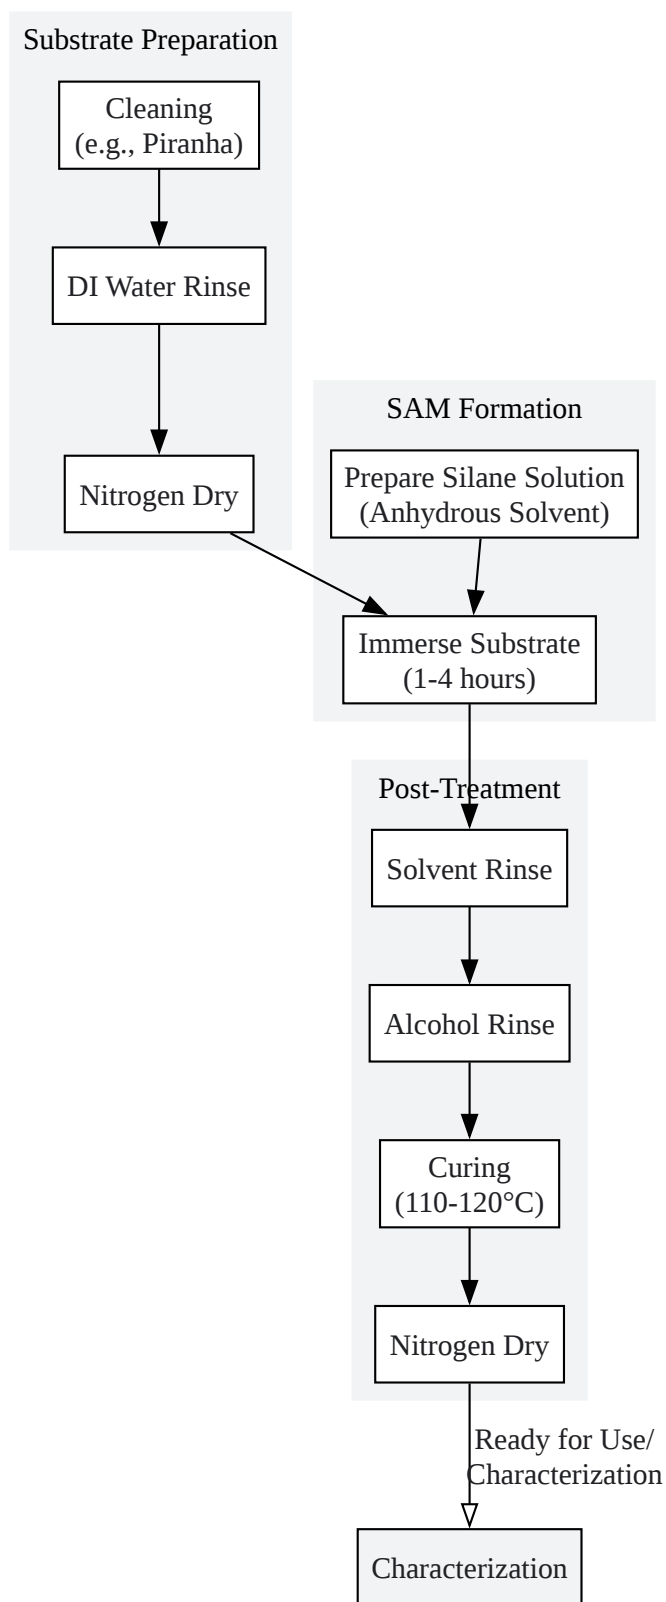 Substrate Preparation
Cleaning
(e.g., Piranha)
DI Water Rinse
Nitrogen Dry
SAM Formation
Prepare Silane Solution
(Anhydrous Solvent)
Immerse Substrate
(1-4 hours)
Post-Treatment
Solvent Rinse
Alcohol Rinse
Curing
(110-120°C)
Nitrogen Dry
Ready for Use/
Characterization
Characterization